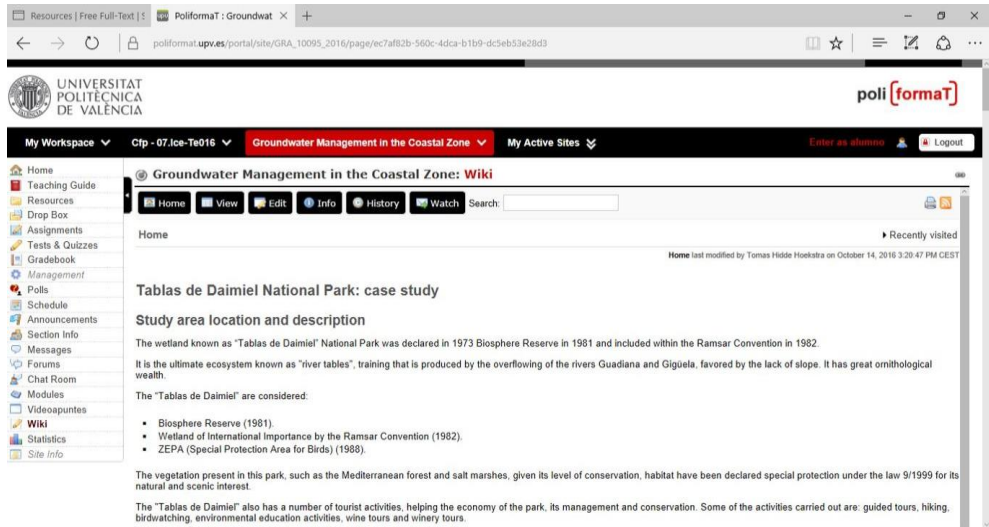 Resources | Free Full-Text |
PoliformaT : Groundwat
poliformat.upv.es/portal/site/GRA_10095_2016/page/ec7af82b-560c-4dca-b1b9-dc5eb53e28d3
UNIVERSITAT
POLITÈCNICA
DE VALÈNCIA
poli [formaT]
My Workspace
Cfp - 07.Ice-Te016
Groundwater Management in the Coastal Zone
My Active Sites
Enter as alumno
Logout
Home
Teaching Guide
Resources
Drop Box
Assignments
Tests & Quizzes
Gradebook
Management
Polls
Schedule
Announcements
Section Info
Messages
Forums
Chat Room
Modules
Videoapuntes
Wiki
Statistics
Site Info
Groundwater Management in the Coastal Zone: Wiki
Home View Edit Info History Watch Search:
Home
Recently visited
Home last modified by Tomas Hidde Hoekstra on October 14, 2016 3:20:47 PM CEST
Tablas de Daimiel National Park: case study
Study area location and description
The wetland known as "Tablas de Daimiel" National Park was declared in 1973 Biosphere Reserve in 1981 and included within the Ramsar Convention in 1982.
It is the ultimate ecosystem known as "river tables", training that is produced by the overflowing of the rivers Guadiana and Gigüela, favored by the lack of slope. It has great ornithological
wealth.
The "Tablas de Daimiel" are considered:
Biosphere Reserve (1981).
Wetland of International Importance by the Ramsar Convention (1982).
ZEPA (Special Protection Area for Birds) (1988).
The vegetation present in this park, such as the Mediterranean forest and salt marshes, given its level of conservation, habitat have been declared special protection under the law 9/1999 for its
natural and scenic interest.
The "Tablas de Daimiel" also has a number of tourist activities, helping the economy of the park, its management and conservation. Some of the activities carried out are: guided tours, hiking,
birdwatching, environmental education activities, wine tours and winery tours.